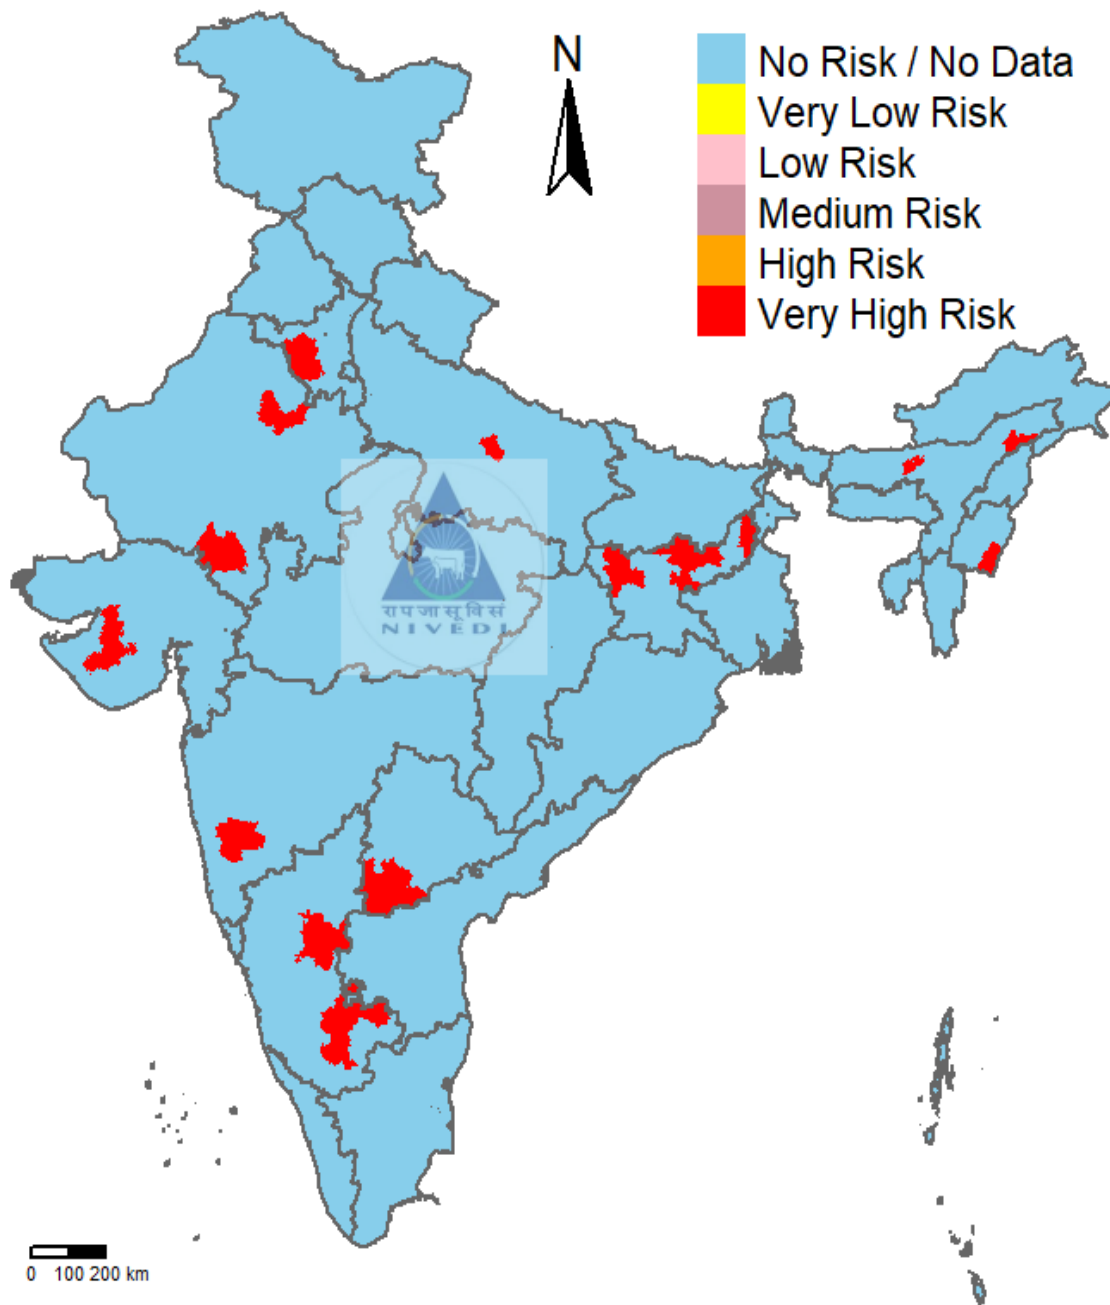 N
No Risk / No Data
Very Low Risk
Low Risk
Medium Risk
High Risk
Very High Risk
रा प जा सू वि सं
NIVEDI
0 100 200 km